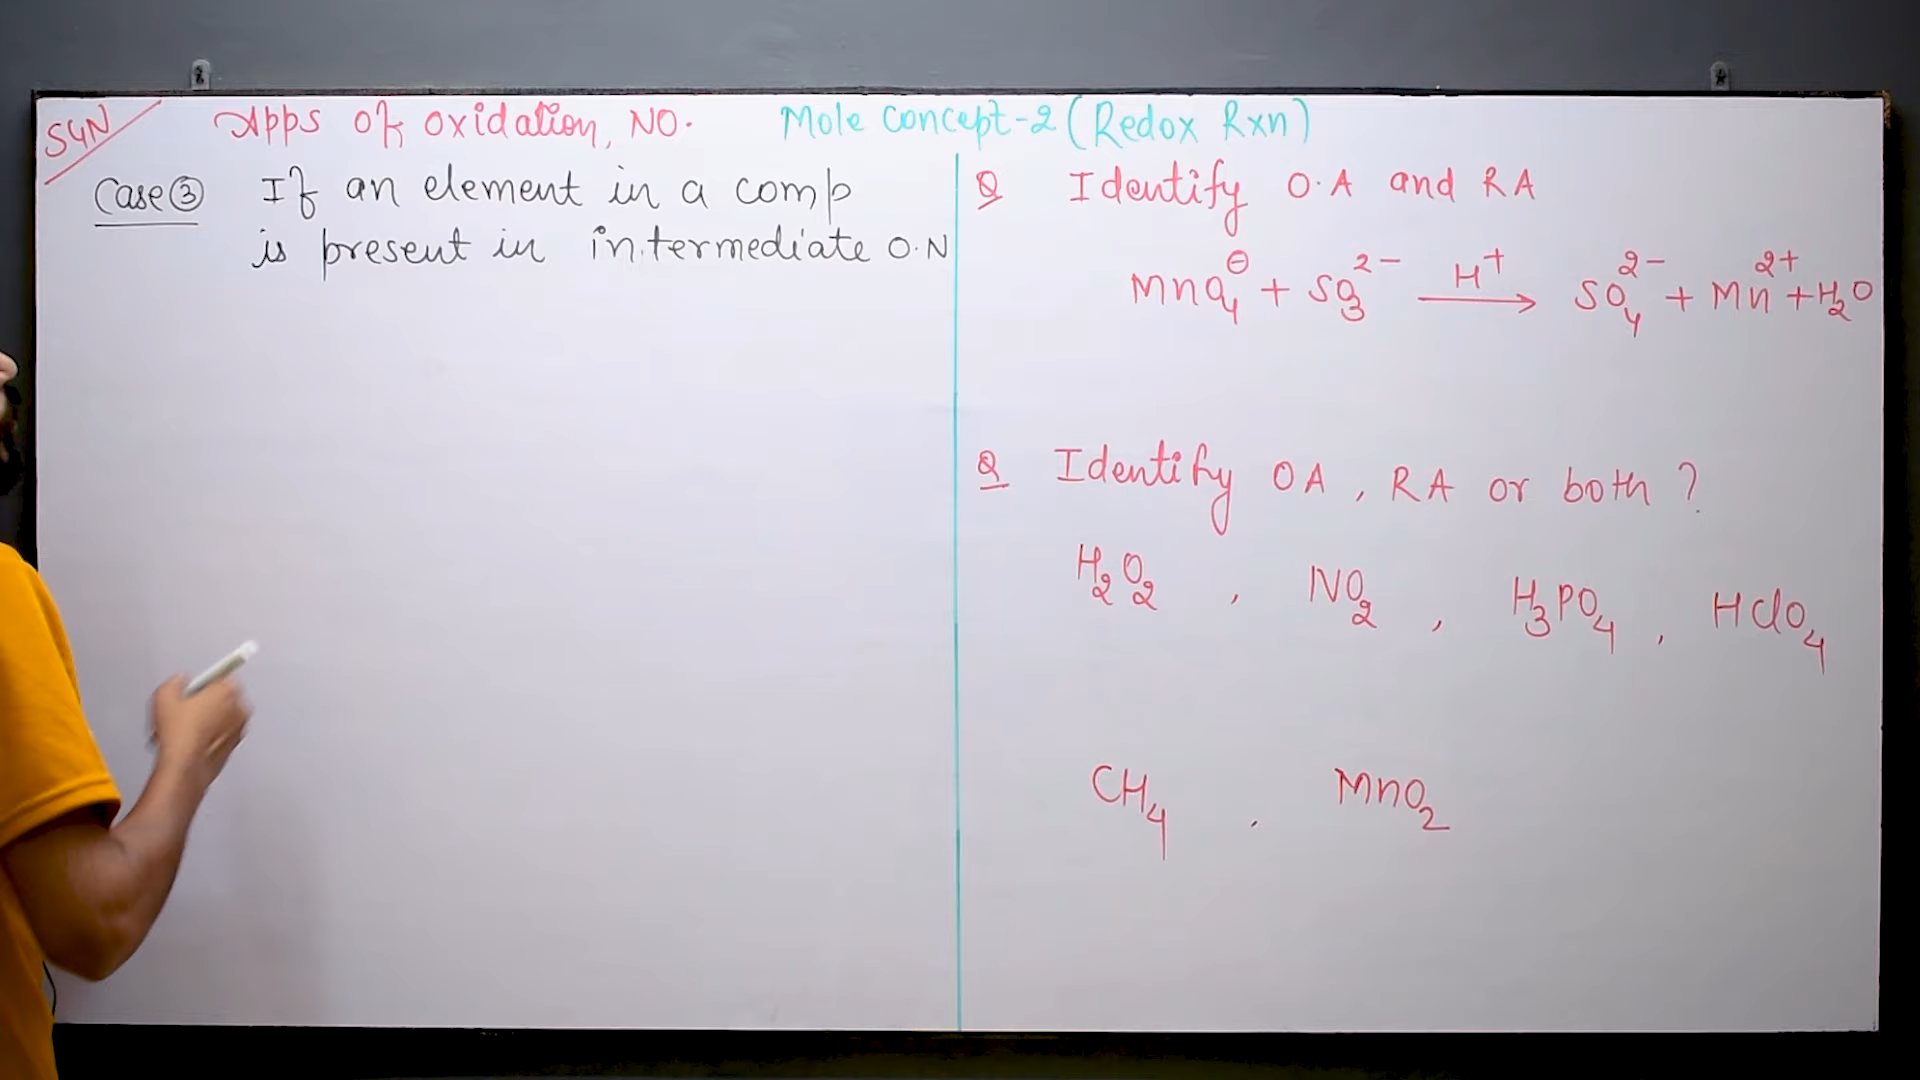 S4N Apps of oxidation, NO. Mole concept-2 (Redox Rxn)
Case ③ If an element in a comp
is present in intermediate O.N
Q Identify O.A and RA
MnO₄^⊖ + SO₃²⁻ —H⁺→ SO₄²⁻ + Mn²⁺ + H₂O
Q Identify OA, RA or both?
H₂O₂, NO₂, H₃PO₄, HClO₄
CH₄, MnO₂